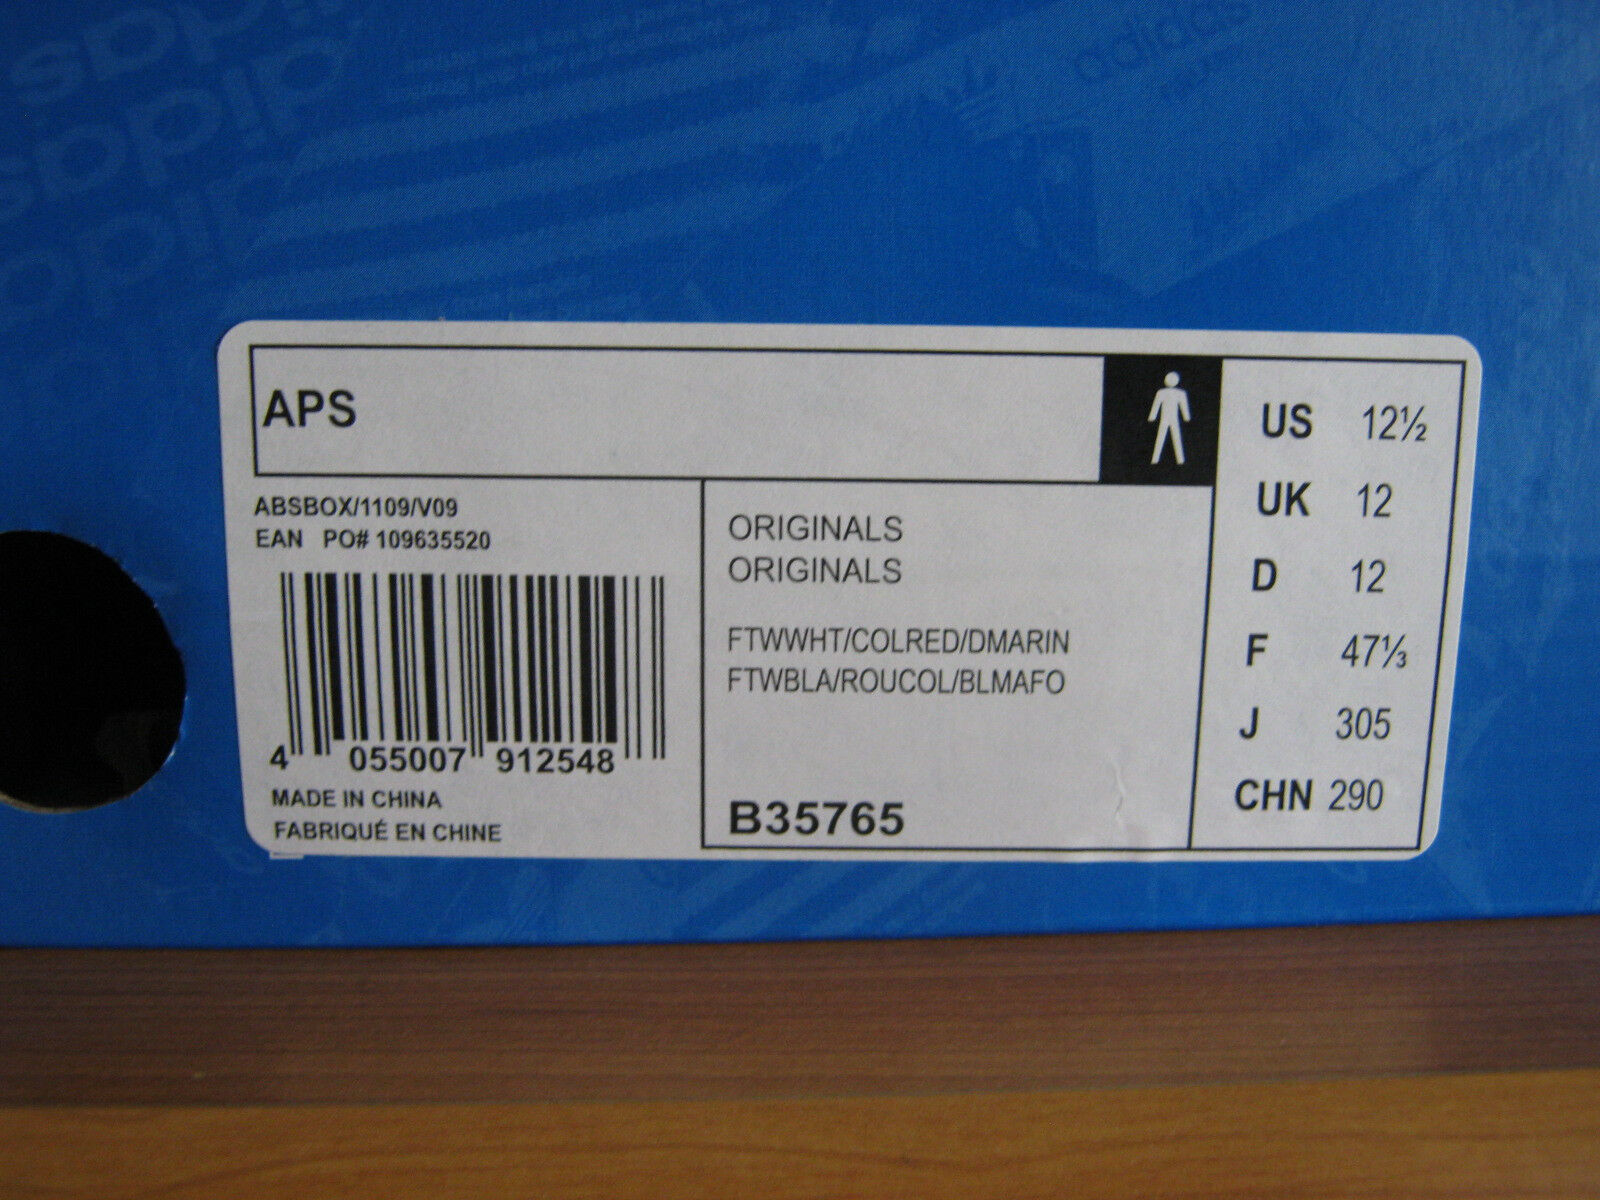 adidas
APS
US 12½
UK 12
D 12
F 47⅓
J 305
CHN 290
ABSBOX/1109/V09
EAN PO# 109635520
4 055007 912548
MADE IN CHINA
FABRIQUÉ EN CHINE
ORIGINALS
ORIGINALS
FTWWHT/COLRED/DMARIN
FTWBLA/ROUCOL/BLMAFO
B35765